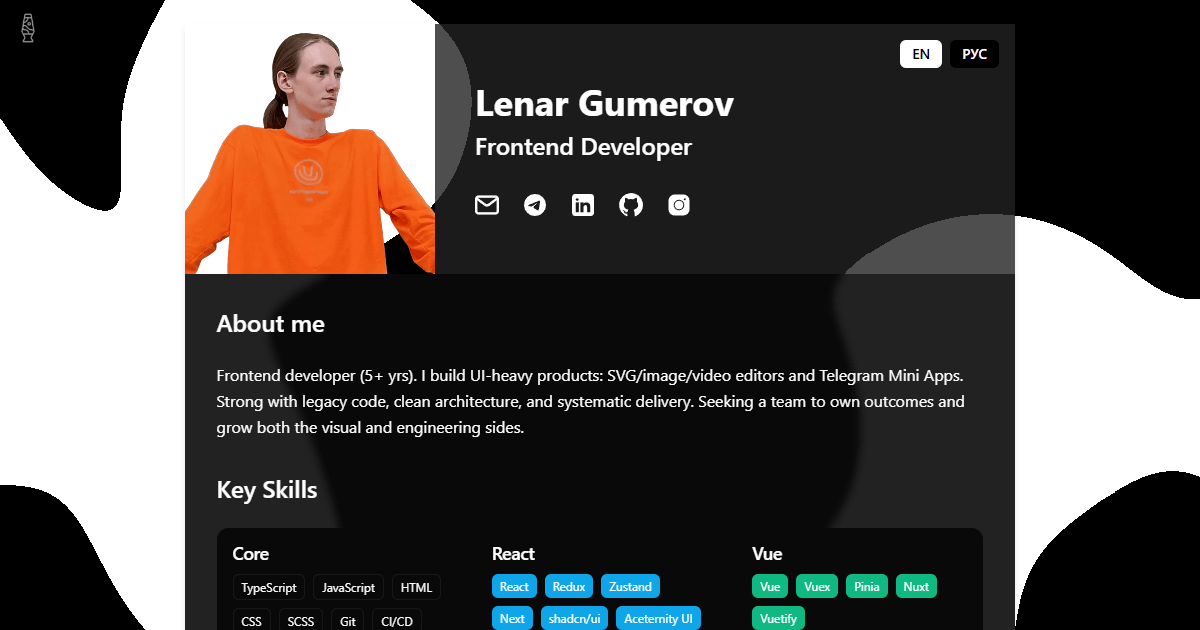 EN
РУС
Lenar Gumerov
Frontend Developer
About me
Frontend developer (5+ yrs). I build UI-heavy products: SVG/image/video editors and Telegram Mini Apps.
Strong with legacy code, clean architecture, and systematic delivery. Seeking a team to own outcomes and
grow both the visual and engineering sides.
Key Skills
Core
TypeScript JavaScript HTML
CSS SCSS Git CI/CD
React
React Redux Zustand
Next shadcn/ui Aceternity UI
Vue
Vue Vuex Pinia Nuxt
Vuetify